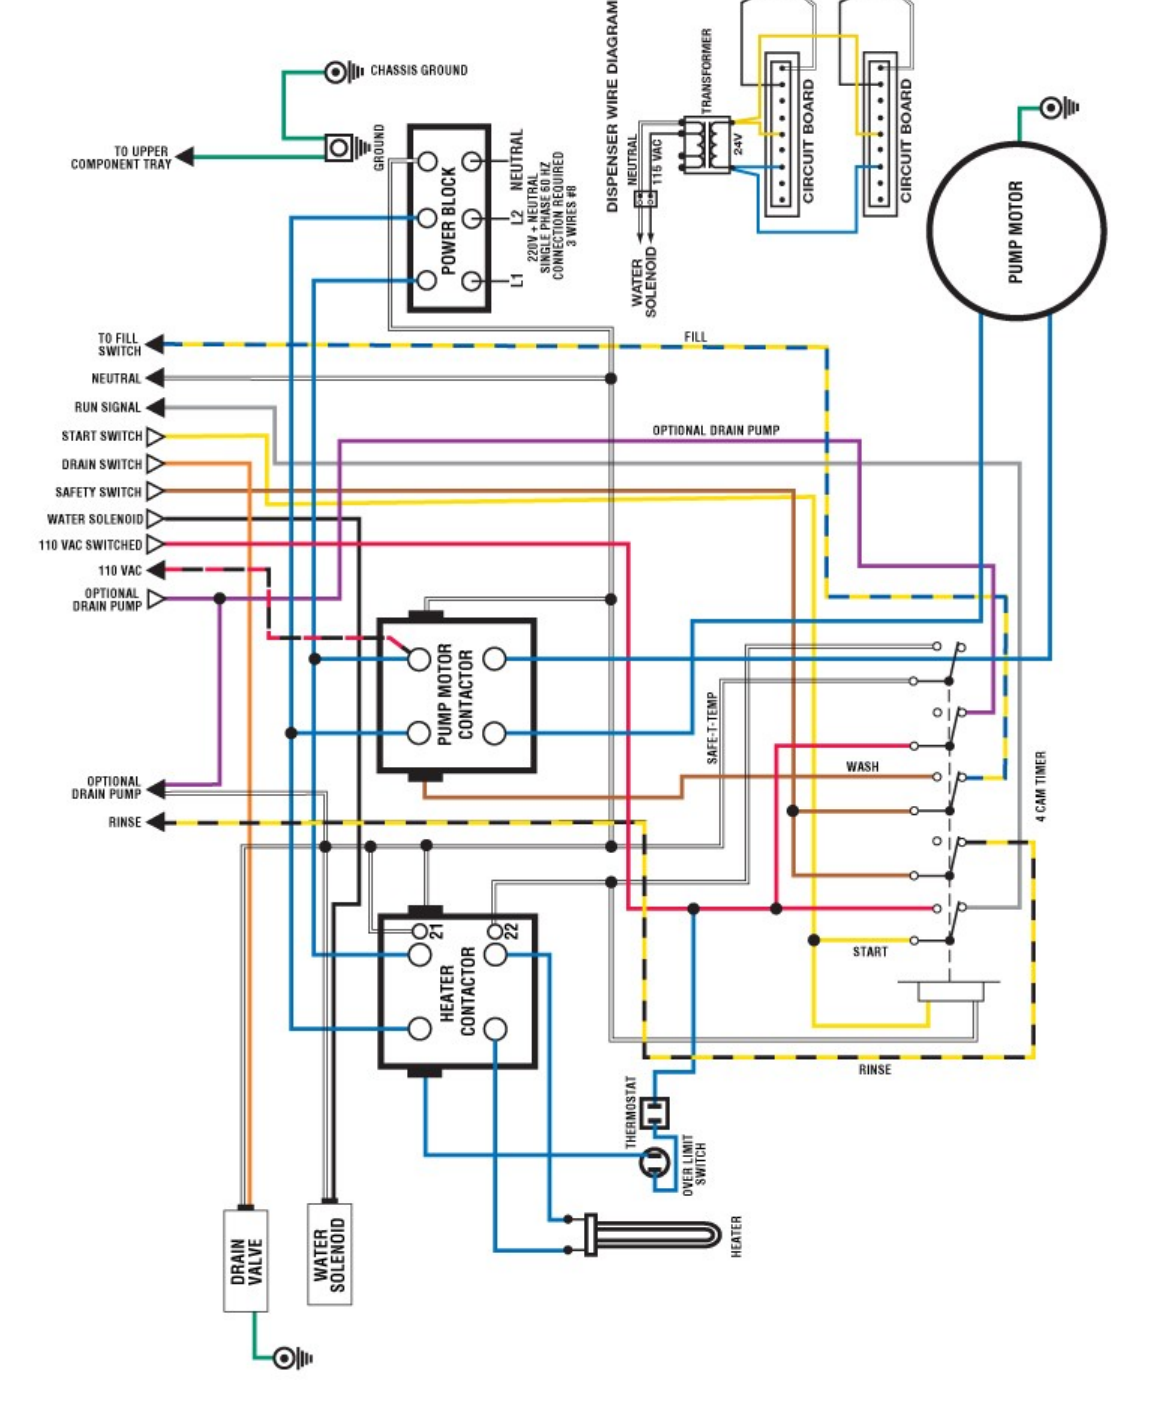 CHASSIS GROUND
GROUND
TO UPPER
COMPONENT TRAY
POWER BLOCK
NEUTRAL
L2
L1
220V + NEUTRAL
SINGLE PHASE 60 HZ
CONNECTION REQUIRED
3 WIRES #8
DISPENSER WIRE DIAGRAM
TRANSFORMER
NEUTRAL
115 VAC
24V
CIRCUIT BOARD
CIRCUIT BOARD
WATER
SOLENOID
PUMP MOTOR
TO FILL
SWITCH
FILL
NEUTRAL
RUN SIGNAL
START SWITCH
OPTIONAL DRAIN PUMP
DRAIN SWITCH
SAFETY SWITCH
WATER SOLENOID
110 VAC SWITCHED
110 VAC
OPTIONAL
DRAIN PUMP
PUMP MOTOR
CONTACTOR
SAFE-T-TEMP
WASH
4 CAM TIMER
OPTIONAL
DRAIN PUMP
RINSE
21
22
HEATER
CONTACTOR
START
RINSE
THERMOSTAT
OVER LIMIT
SWITCH
HEATER
DRAIN
VALVE
WATER
SOLENOID